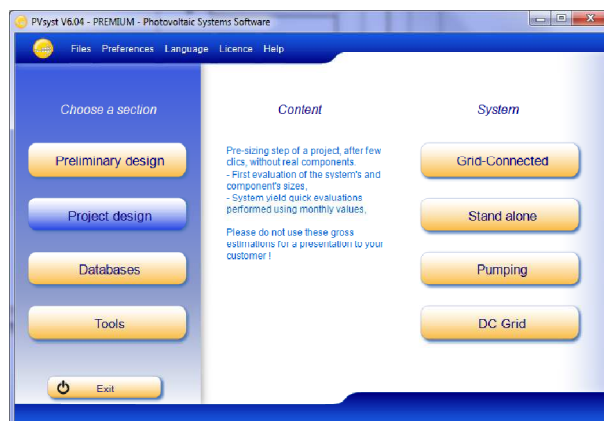 PVsyst V6.04 - PREMIUM - Photovoltaic Systems Software
Files Preferences Language Licence Help
Choose a section
Preliminary design
Project design
Databases
Tools
Exit
Content
Pre-sizing step of a project, after few
clics, without real components.
- First evaluation of the system's and
component's sizes,
- System yield quick evaluations
performed using monthly values,
Please do not use these gross
estimations for a presentation to your
customer !
System
Grid-Connected
Stand alone
Pumping
DC Grid